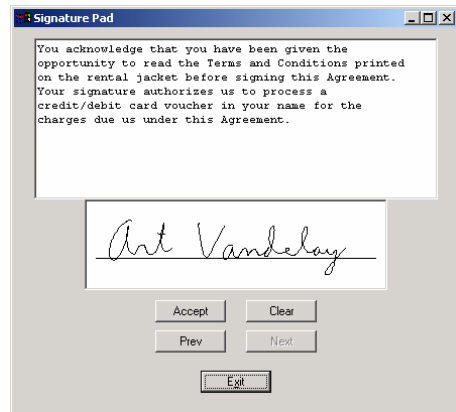 Signature Pad
You acknowledge that you have been given the
opportunity to read the Terms and Conditions printed
on the rental jacket before signing this Agreement.
Your signature authorizes us to process a
credit/debit card voucher in your name for the
charges due us under this Agreement.
Art Vandelay
Accept Clear
Prev Next
Exit